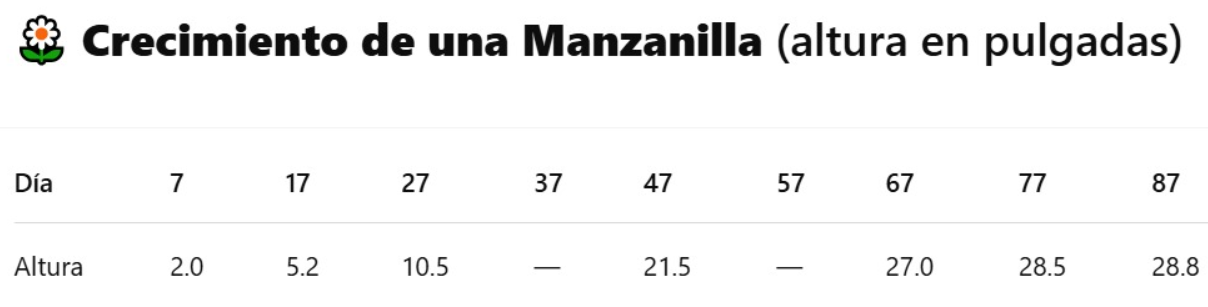 Crecimiento de una Manzanilla (altura en pulgadas)
Día 7 17 27 37 47 57 67 77 87
Altura 2.0 5.2 10.5 — 21.5 — 27.0 28.5 28.8